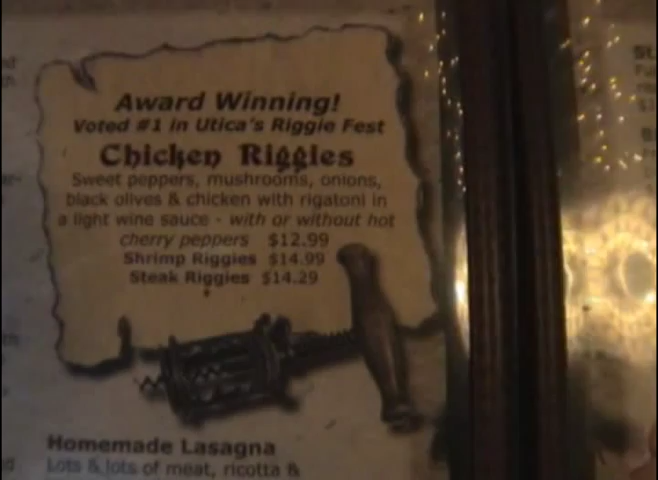 Award Winning!
Voted #1 in Utica's Riggie Fest
Chicken Riggies
Sweet peppers, mushrooms, onions,
black olives & chicken with rigatoni in
a light wine sauce - with or without hot
cherry peppers $12.99
Shrimp Riggies $14.99
Steak Riggies $14.29
Homemade Lasagna
Lots & lots of meat, ricotta &